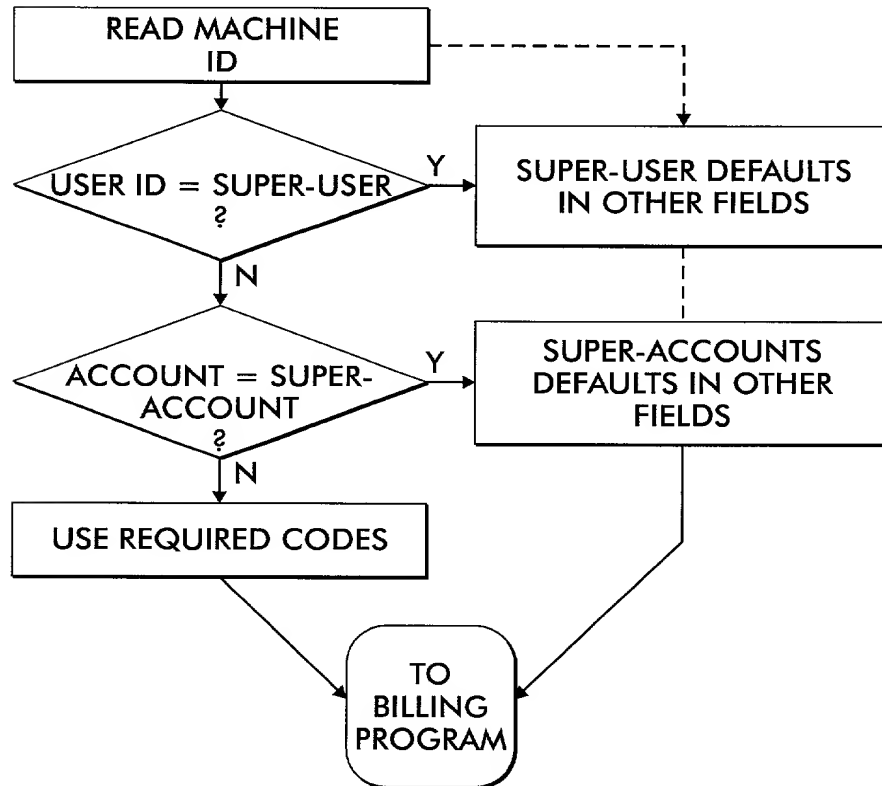 READ MACHINE
ID
USER ID = SUPER-USER
?
Y
SUPER-USER DEFAULTS
IN OTHER FIELDS
N
ACCOUNT = SUPER-
ACCOUNT
?
Y
SUPER-ACCOUNTS
DEFAULTS IN OTHER
FIELDS
N
USE REQUIRED CODES
TO
BILLING
PROGRAM